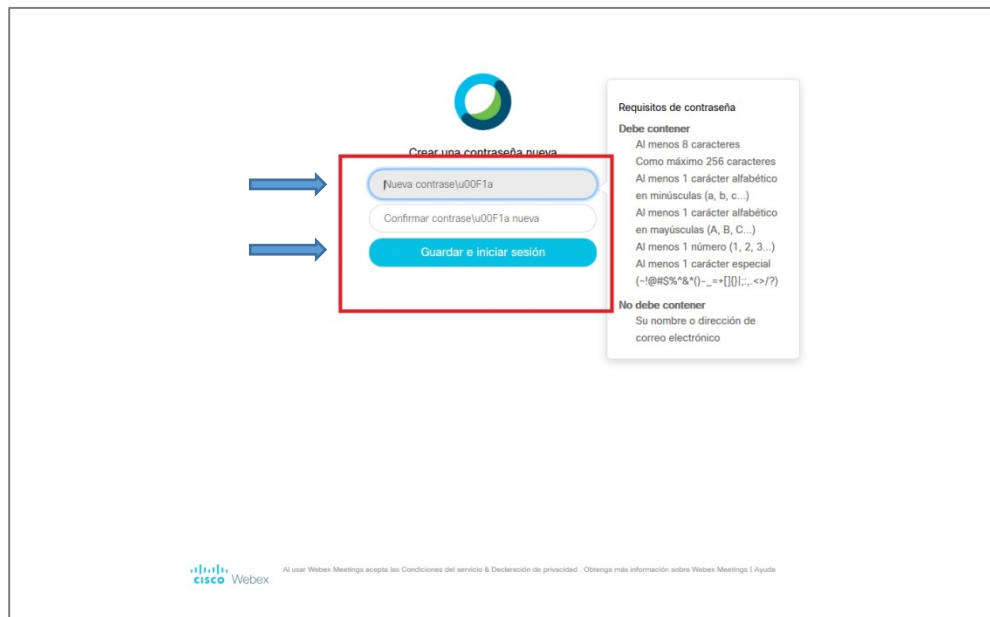 Crear una contraseña nueva
Nueva contrase\u00F1a
Confirmar contrase\u00F1a nueva
Guardar e iniciar sesión
Requisitos de contraseña
Debe contener
Al menos 8 caracteres
Como máximo 256 caracteres
Al menos 1 carácter alfabético
en minúsculas (a, b, c...)
Al menos 1 carácter alfabético
en mayúsculas (A, B, C...)
Al menos 1 número (1, 2, 3...)
Al menos 1 carácter especial
(~!@#$%^&*()-_=+[]{}|;:,.<>/?)
No debe contener
Su nombre o dirección de
correo electrónico
cisco Webex
Al usar Webex Meetings acepta las Condiciones del servicio & Declaración de privacidad . Obtenga más información sobre Webex Meetings | Ayuda